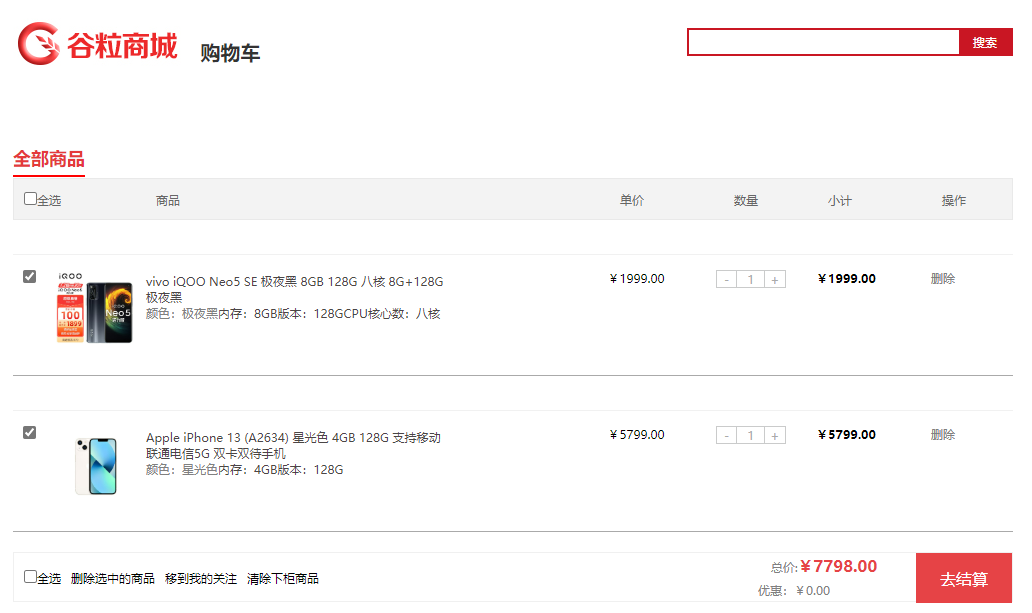 谷粒商城 购物车
搜索
全部商品
全选 商品 单价 数量 小计 操作
iQOO
100
1899
Neo5
vivo iQOO Neo5 SE 极夜黑 8GB 128G 八核 8G+128G
极夜黑
颜色：极夜黑内存：8GB版本：128GCPU核心数：八核
¥1999.00 - 1 + ¥1999.00 删除
Apple iPhone 13 (A2634) 星光色 4GB 128G 支持移动
联通电信5G 双卡双待手机
颜色：星光色内存：4GB版本：128G
¥5799.00 - 1 + ¥5799.00 删除
全选 删除选中的商品 移到我的关注 清除下柜商品
总价:¥7798.00
优惠：¥0.00
去结算